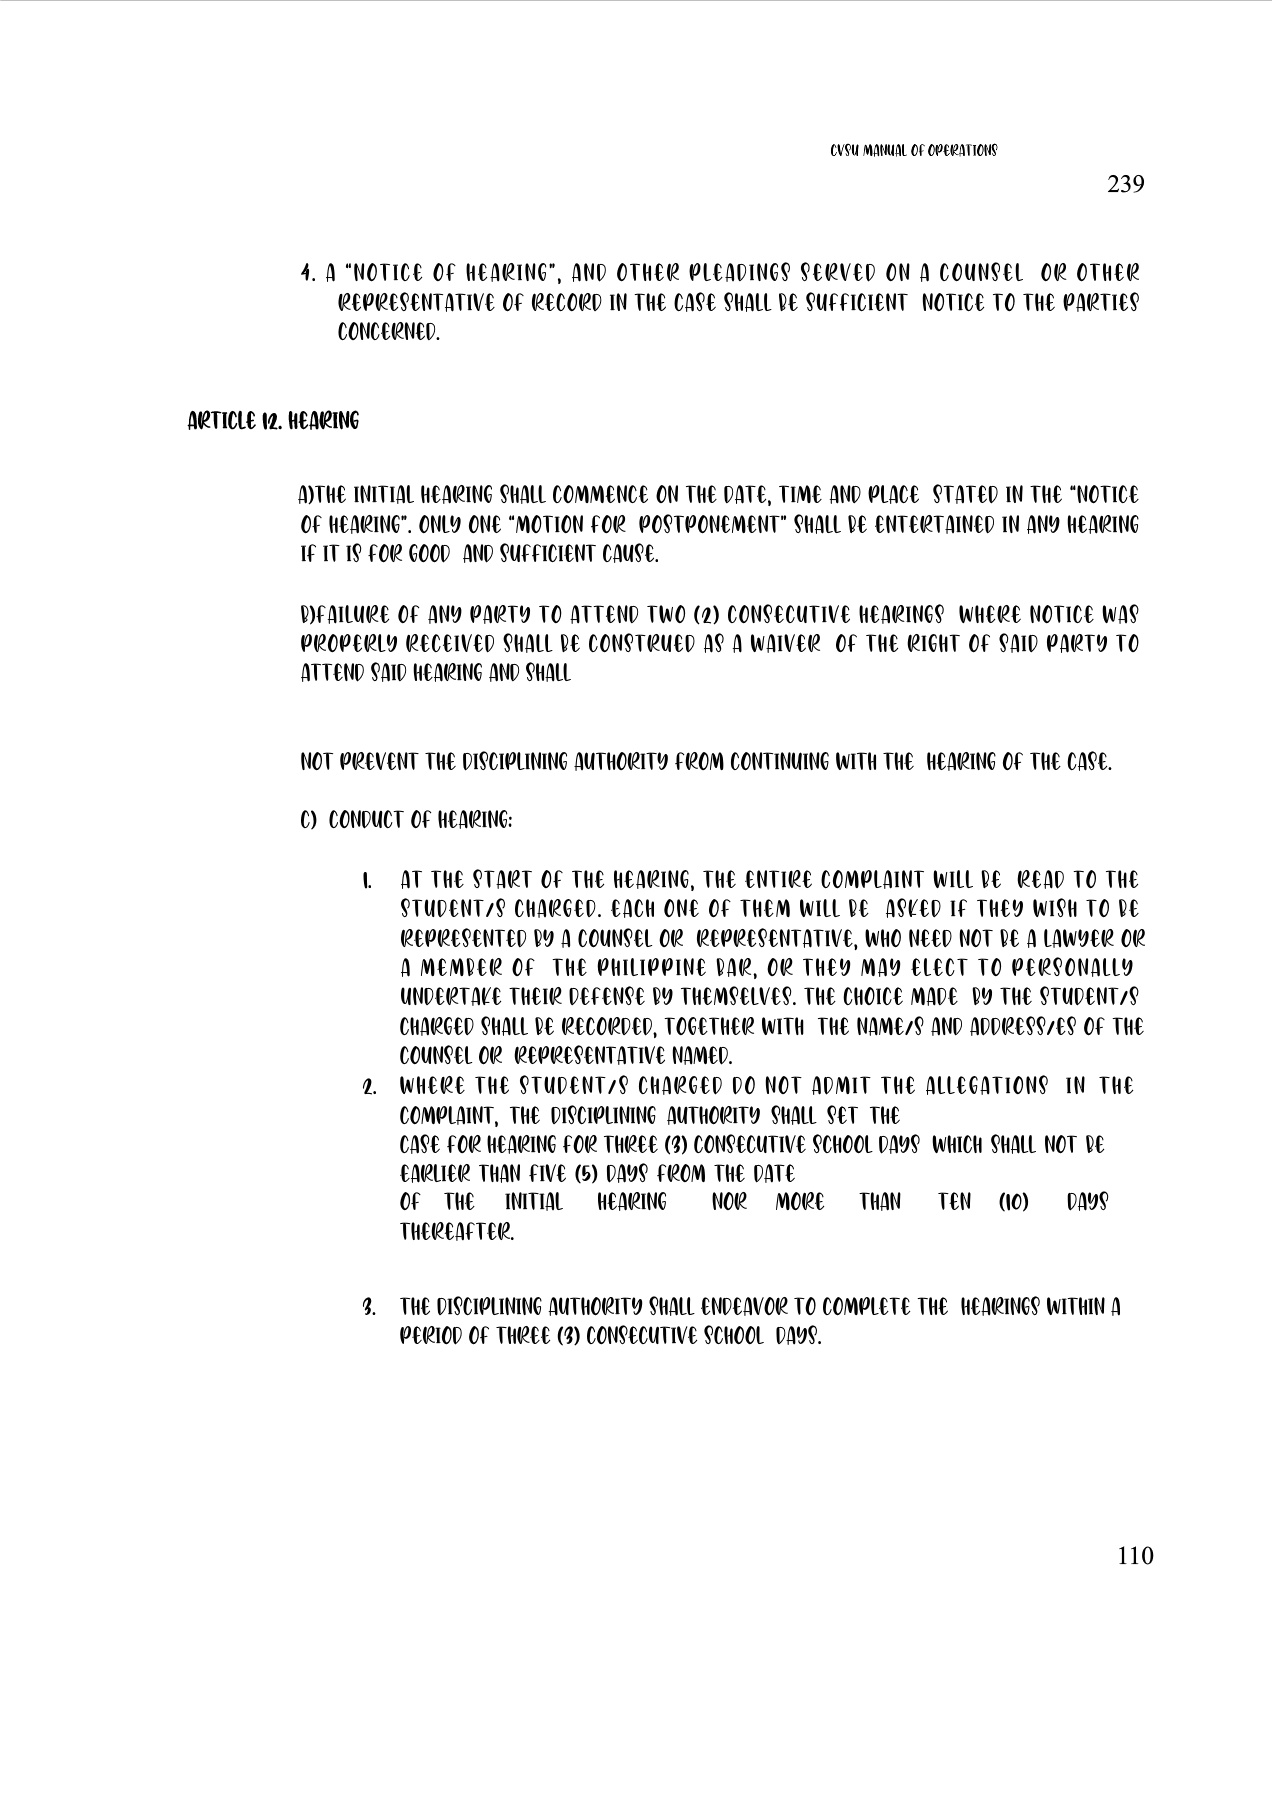 CVSU MANUAL OF OPERATIONS
239
4. A "NOTICE OF HEARING", AND OTHER PLEADINGS SERVED ON A COUNSEL OR OTHER
REPRESENTATIVE OF RECORD IN THE CASE SHALL BE SUFFICIENT NOTICE TO THE PARTIES
CONCERNED.
ARTICLE 12. HEARING
A)THE INITIAL HEARING SHALL COMMENCE ON THE DATE, TIME AND PLACE STATED IN THE "NOTICE
OF HEARING". ONLY ONE "MOTION FOR POSTPONEMENT" SHALL BE ENTERTAINED IN ANY HEARING
IF IT IS FOR GOOD AND SUFFICIENT CAUSE.
B)FAILURE OF ANY PARTY TO ATTEND TWO (2) CONSECUTIVE HEARINGS WHERE NOTICE WAS
PROPERLY RECEIVED SHALL BE CONSTRUED AS A WAIVER OF THE RIGHT OF SAID PARTY TO
ATTEND SAID HEARING AND SHALL
NOT PREVENT THE DISCIPLINING AUTHORITY FROM CONTINUING WITH THE HEARING OF THE CASE.
C) CONDUCT OF HEARING:
1. AT THE START OF THE HEARING, THE ENTIRE COMPLAINT WILL BE READ TO THE
STUDENT/S CHARGED. EACH ONE OF THEM WILL BE ASKED IF THEY WISH TO BE
REPRESENTED BY A COUNSEL OR REPRESENTATIVE, WHO NEED NOT BE A LAWYER OR
A MEMBER OF THE PHILIPPINE BAR, OR THEY MAY ELECT TO PERSONALLY
UNDERTAKE THEIR DEFENSE BY THEMSELVES. THE CHOICE MADE BY THE STUDENT/S
CHARGED SHALL BE RECORDED, TOGETHER WITH THE NAME/S AND ADDRESS/ES OF THE
COUNSEL OR REPRESENTATIVE NAMED.
2. WHERE THE STUDENT/S CHARGED DO NOT ADMIT THE ALLEGATIONS IN THE
COMPLAINT, THE DISCIPLINING AUTHORITY SHALL SET THE
CASE FOR HEARING FOR THREE (3) CONSECUTIVE SCHOOL DAYS WHICH SHALL NOT BE
EARLIER THAN FIVE (5) DAYS FROM THE DATE
OF THE INITIAL HEARING NOR MORE THAN TEN (10) DAYS
THEREAFTER.
3. THE DISCIPLINING AUTHORITY SHALL ENDEAVOR TO COMPLETE THE HEARINGS WITHIN A
PERIOD OF THREE (3) CONSECUTIVE SCHOOL DAYS.
110